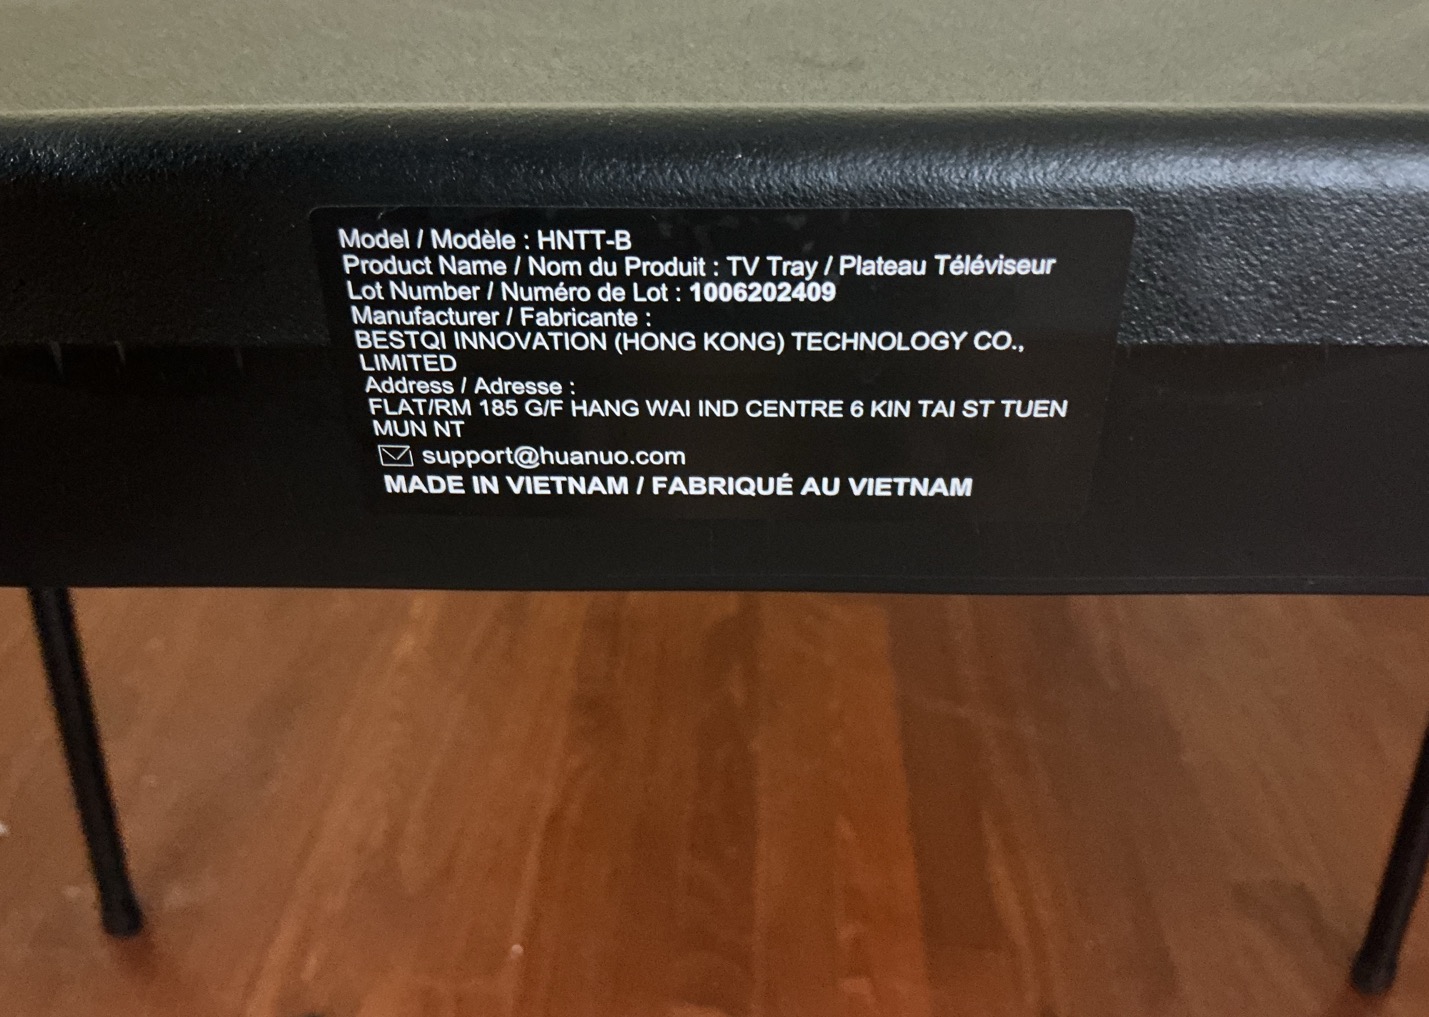 Model / Modèle : HNTT-B
Product Name / Nom du Produit : TV Tray / Plateau Téléviseur
Lot Number / Numéro de Lot : 1006202409
Manufacturer / Fabricante :
BESTQI INNOVATION (HONG KONG) TECHNOLOGY CO.,
LIMITED
Address / Adresse :
FLAT/RM 185 G/F HANG WAI IND CENTRE 6 KIN TAI ST TUEN
MUN NT
support@huanuo.com
MADE IN VIETNAM / FABRIQUÉ AU VIETNAM